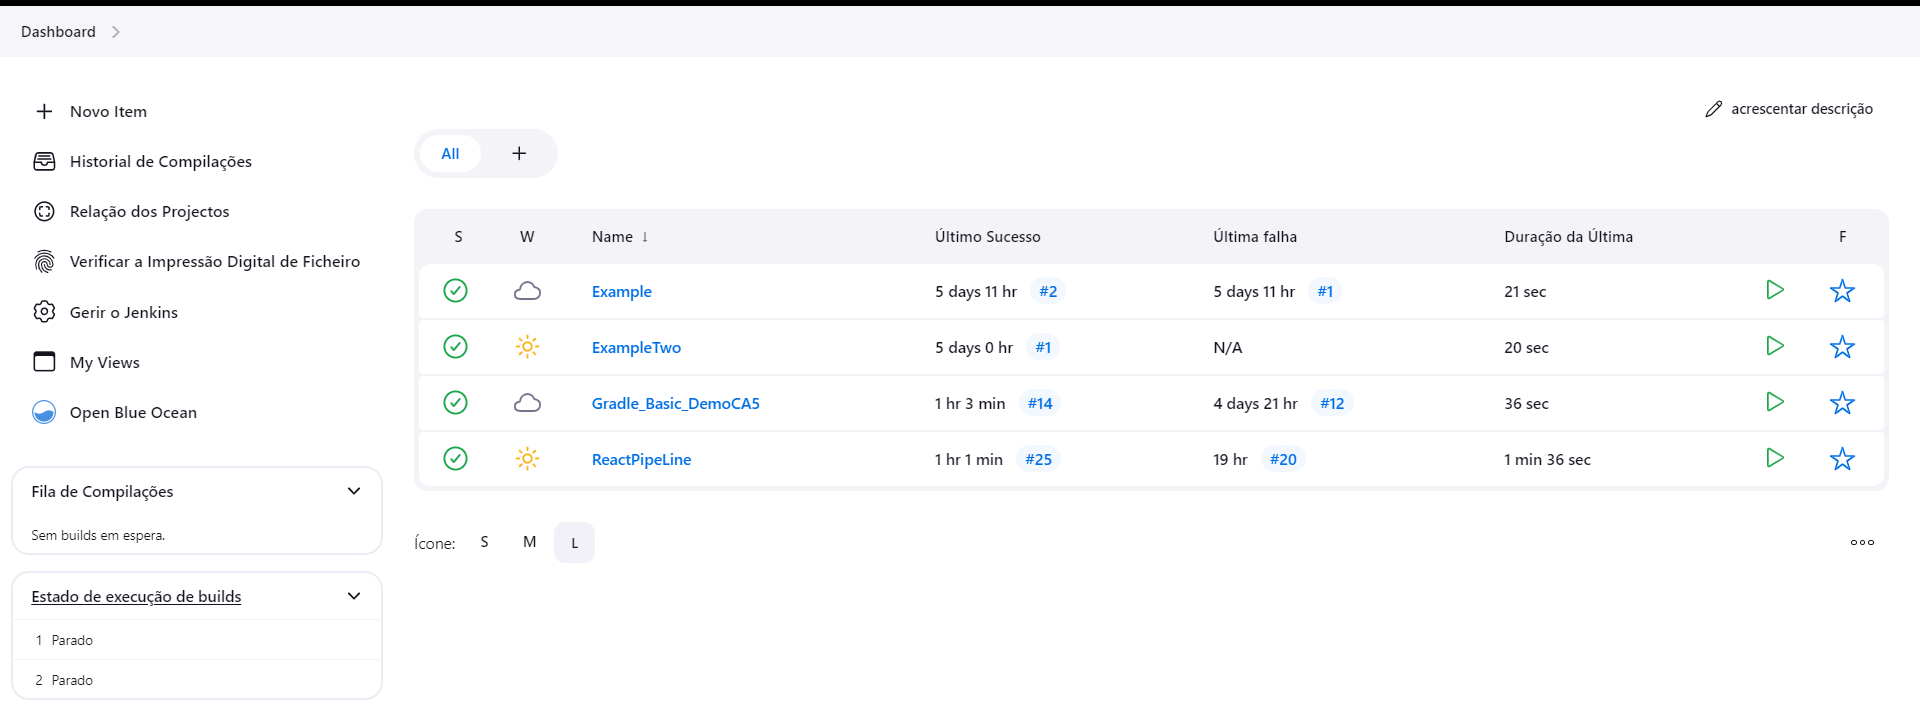 Dashboard
Novo Item
Historial de Compilações
Relação dos Projectos
Verificar a Impressão Digital de Ficheiro
Gerir o Jenkins
My Views
Open Blue Ocean
Fila de Compilações
Sem builds em espera.
Estado de execução de builds
1 Parado
2 Parado
acrescentar descrição
All +
S W Name ↓ Último Sucesso Última falha Duração da Última F
Example 5 days 11 hr #2 5 days 11 hr #1 21 sec
ExampleTwo 5 days 0 hr #1 N/A 20 sec
Gradle_Basic_DemoCA5 1 hr 3 min #14 4 days 21 hr #12 36 sec
ReactPipeLine 1 hr 1 min #25 19 hr #20 1 min 36 sec
Ícone: S M L